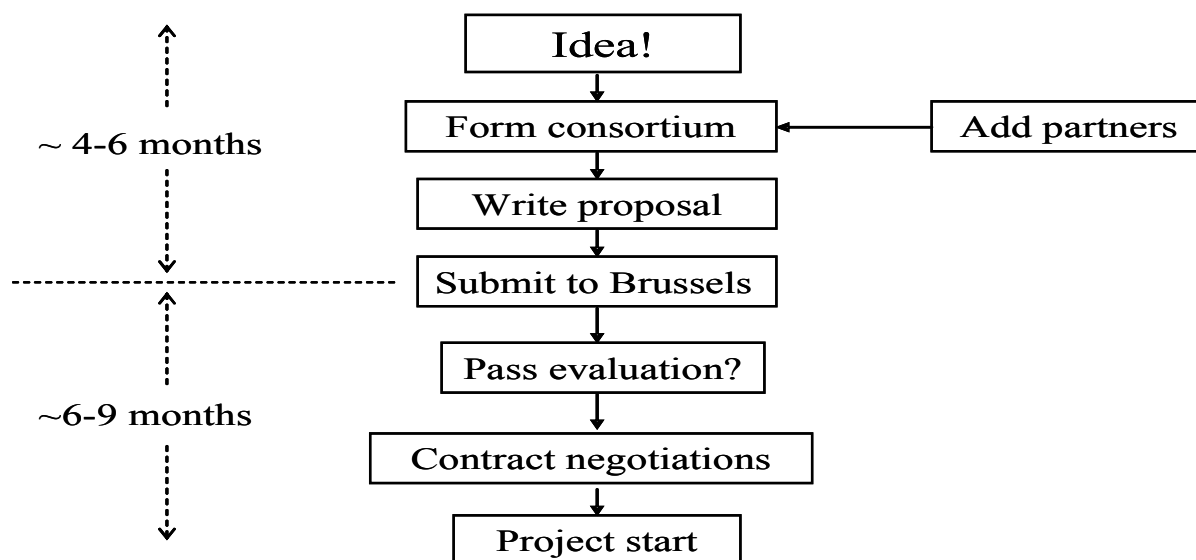 Idea!
Form consortium
Add partners
~ 4-6 months
Write proposal
Submit to Brussels
Pass evaluation?
~6-9 months
Contract negotiations
Project start